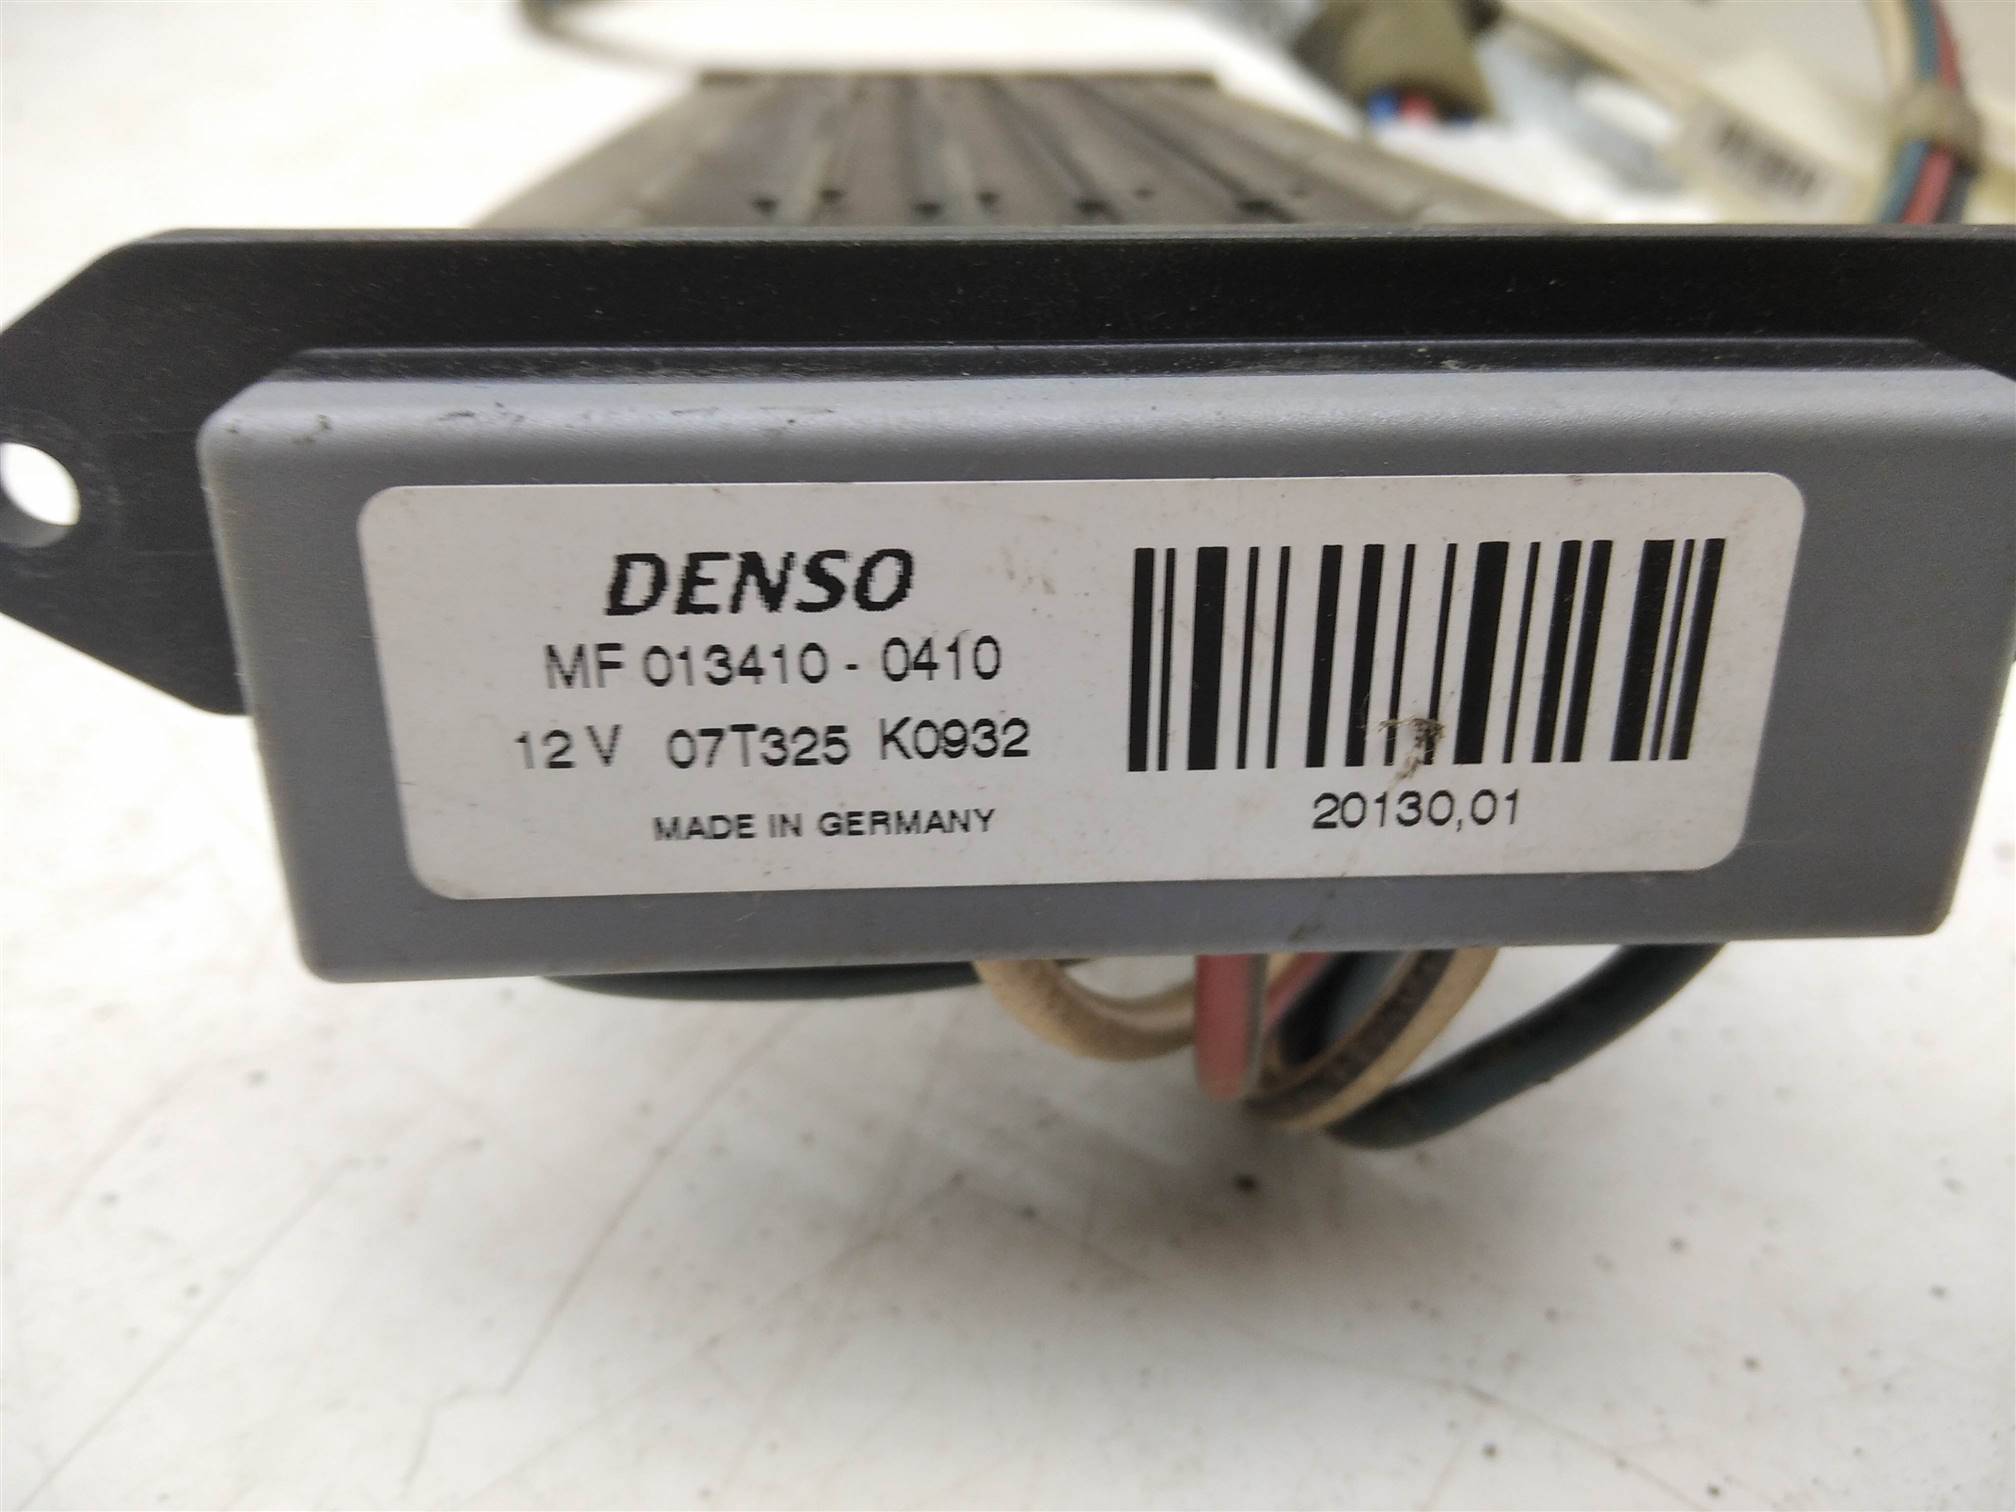 DENSO
MF 013410 - 0410
12 V 07T325 K0932
MADE IN GERMANY
20130,01